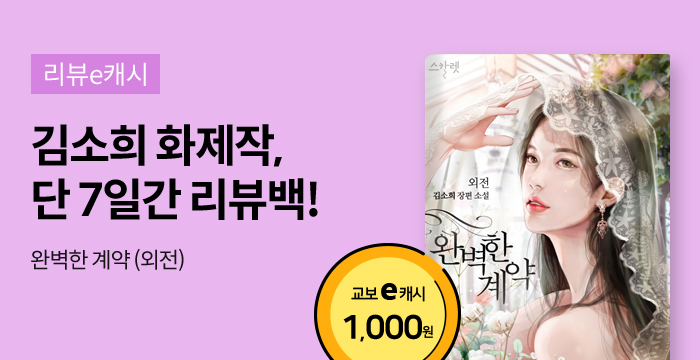 리뷰e캐시
김소희 화제작,
단 7일간 리뷰백!
완벽한 계약 (외전)
스칼렛
외전
김소희 장편 소설
완벽한
계약
교보 e캐시
1,000원